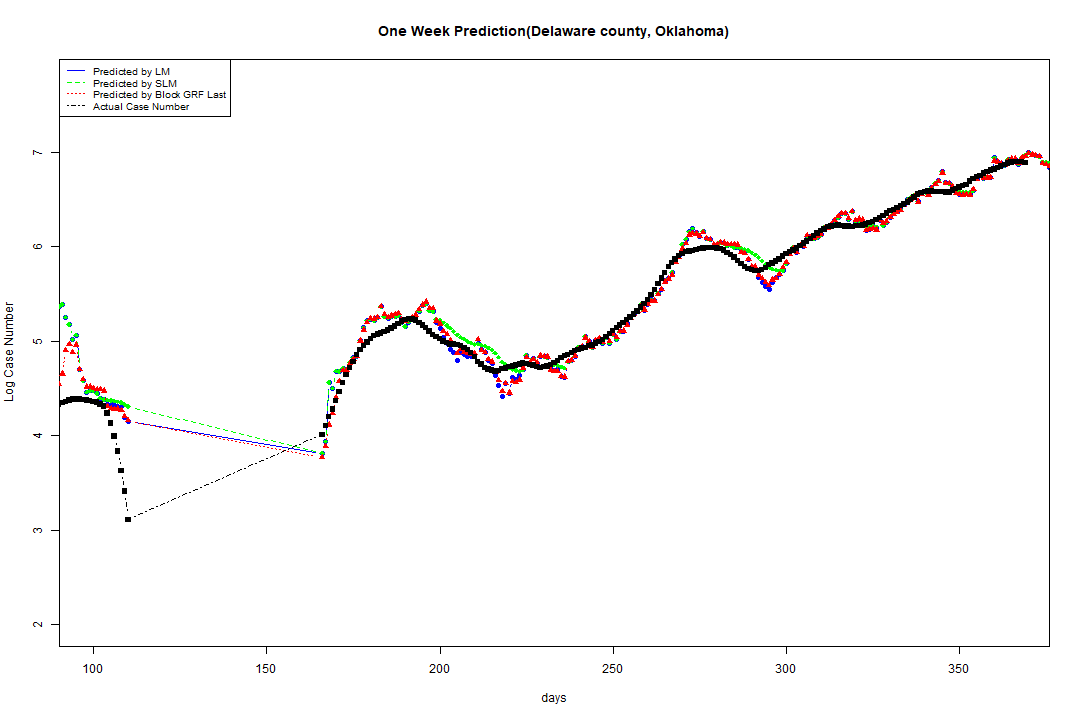 One Week Prediction(Delaware county, Oklahoma)
Predicted by LM
Predicted by SLM
Predicted by Block GRF Last
Actual Case Number
Log Case Number
7
6
5
4
3
2
100 150 200 250 300 350
days